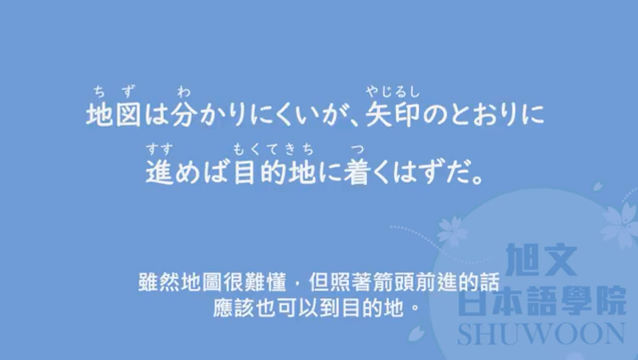 ちず わ やじるし
地図は分かりにくいが、矢印のとおりに
すす もくてきち つ
進めば目的地に着くはずだ。
雖然地圖很難懂，但照著箭頭前進的話
應該也可以到目的地。
旭文
日本語學院
SHUWOON